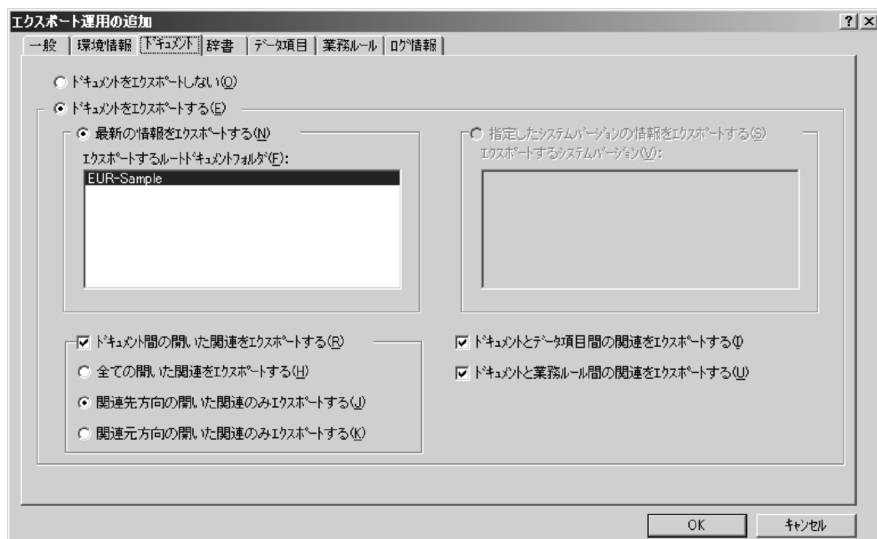 エクスポート運用の追加
一般 環境情報 ﾄﾞｷｭﾒﾝﾄ 辞書 ﾃﾞｰﾀ項目 業務ﾙｰﾙ ﾛｸﾞ情報
ﾄﾞｷｭﾒﾝﾄをｴｸｽﾎﾟｰﾄしない(O)
ﾄﾞｷｭﾒﾝﾄをｴｸｽﾎﾟｰﾄする(E)
最新の情報をｴｸｽﾎﾟｰﾄする(N)
ｴｸｽﾎﾟｰﾄするﾙｰﾄﾄﾞｷｭﾒﾝﾄﾌｫﾙﾀﾞ(F):
EUR-Sample
指定したｼｽﾃﾑﾊﾞｰｼﾞｮﾝの情報をｴｸｽﾎﾟｰﾄする(S)
ｴｸｽﾎﾟｰﾄするｼｽﾃﾑﾊﾞｰｼﾞｮﾝ(V):
ﾄﾞｷｭﾒﾝﾄ間の開いた関連をｴｸｽﾎﾟｰﾄする(R)
全ての開いた関連をｴｸｽﾎﾟｰﾄする(H)
関連先方向の開いた関連のみｴｸｽﾎﾟｰﾄする(J)
関連元方向の開いた関連のみｴｸｽﾎﾟｰﾄする(K)
ﾄﾞｷｭﾒﾝﾄとﾃﾞｰﾀ項目間の関連をｴｸｽﾎﾟｰﾄする(I)
ﾄﾞｷｭﾒﾝﾄと業務ﾙｰﾙ間の関連をｴｸｽﾎﾟｰﾄする(U)
OK ｷｬﾝｾﾙ